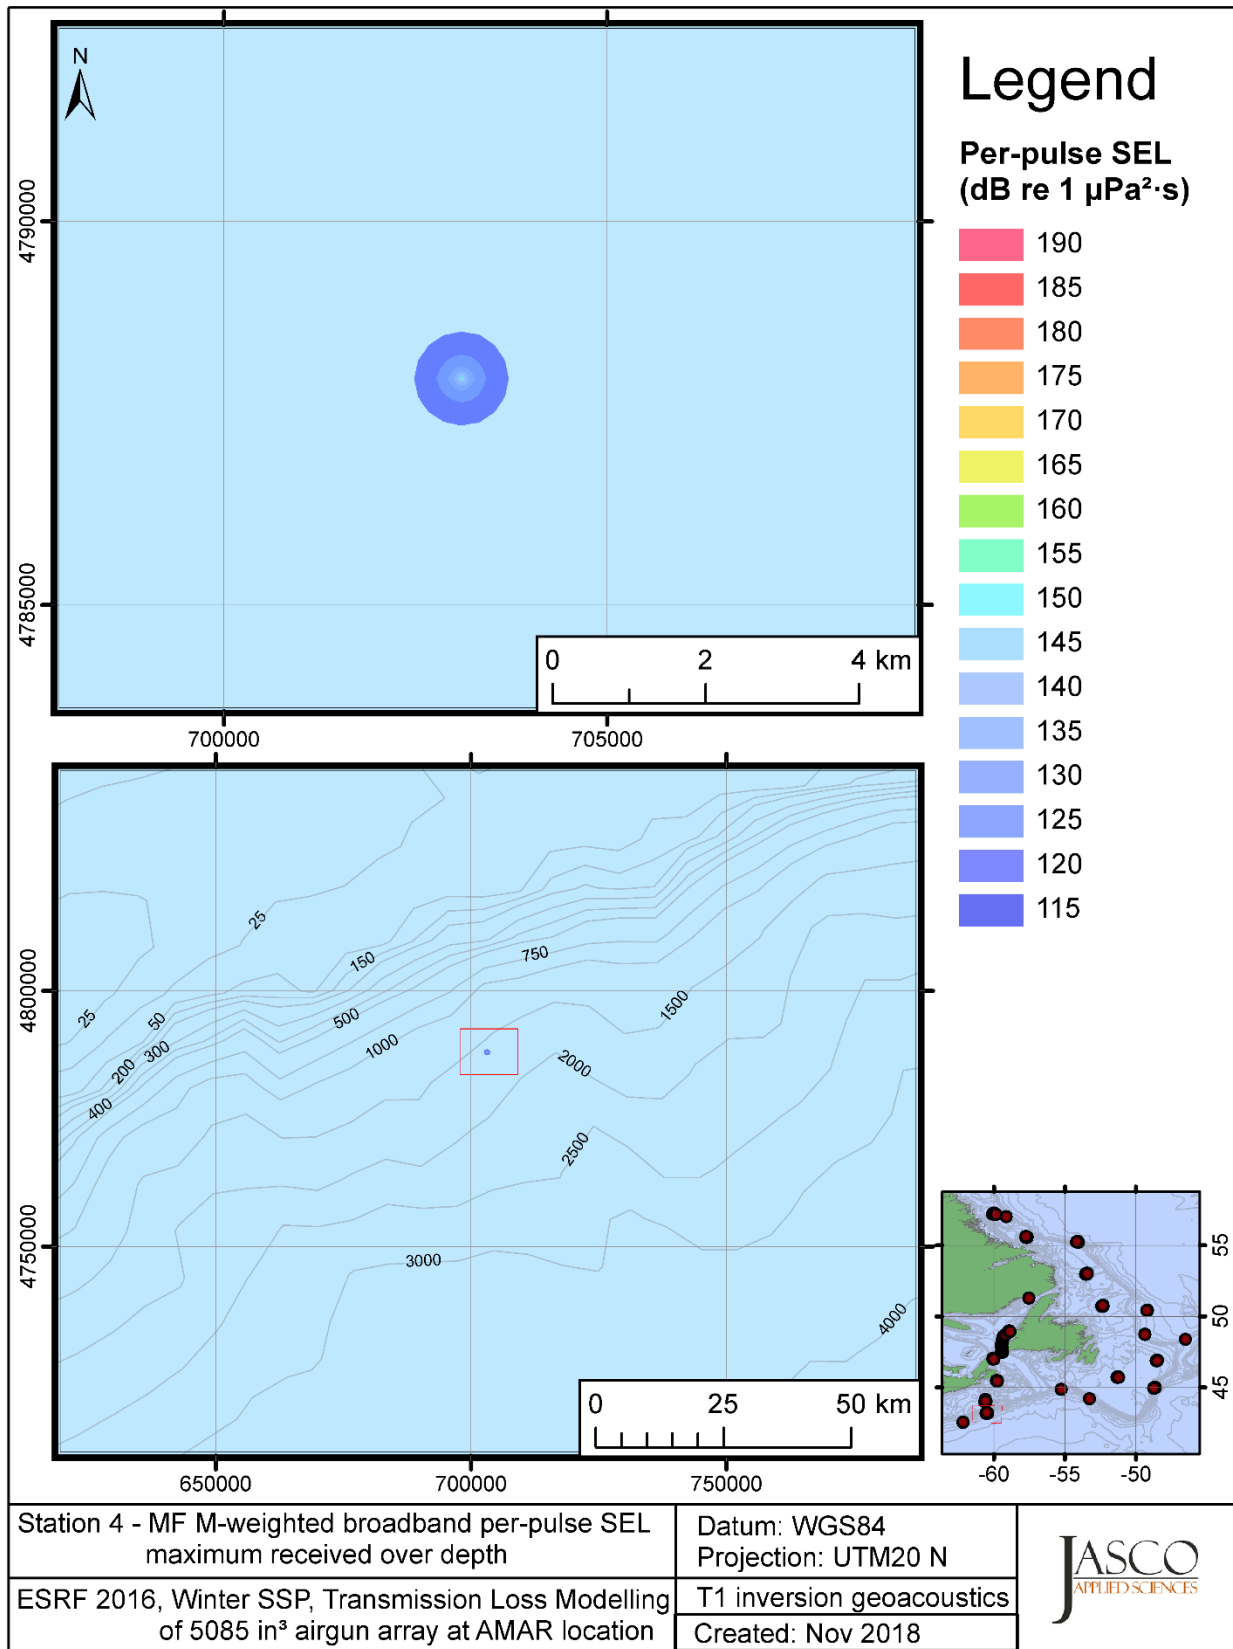 N
4790000
4785000
0 2 4 km
700000 705000
Legend
Per-pulse SEL
(dB re 1 µPa²·s)
190
185
180
175
170
165
160
155
150
145
140
135
130
125
120
115
25
150
750
25
50
500
1500
300
200
1000
400
2000
2500
3000
4000
4800000
4750000
0 25 50 km
650000 700000 750000
55
50
45
-60 -55 -50
Station 4 - MF M-weighted broadband per-pulse SEL
maximum received over depth
Datum: WGS84
Projection: UTM20 N
ESRF 2016, Winter SSP, Transmission Loss Modelling
of 5085 in³ airgun array at AMAR location
T1 inversion geoacoustics
Created: Nov 2018
JASCO
APPLIED SCIENCES